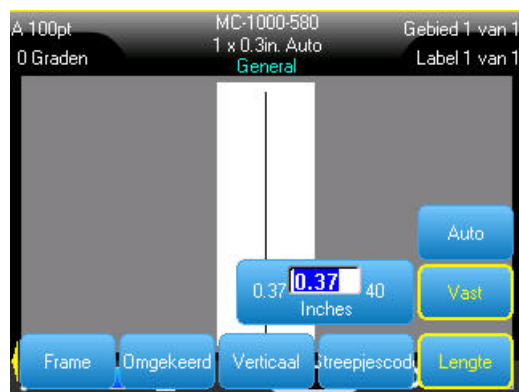 A 100pt MC-1000-580 Gebied 1 van 1
1 x 0.3in. Auto
0 Graden General Label 1 van 1
Auto
0.37 0.37 40 Vast
Inches
Frame Omgekeerd Verticaal Streepjescod Lengte